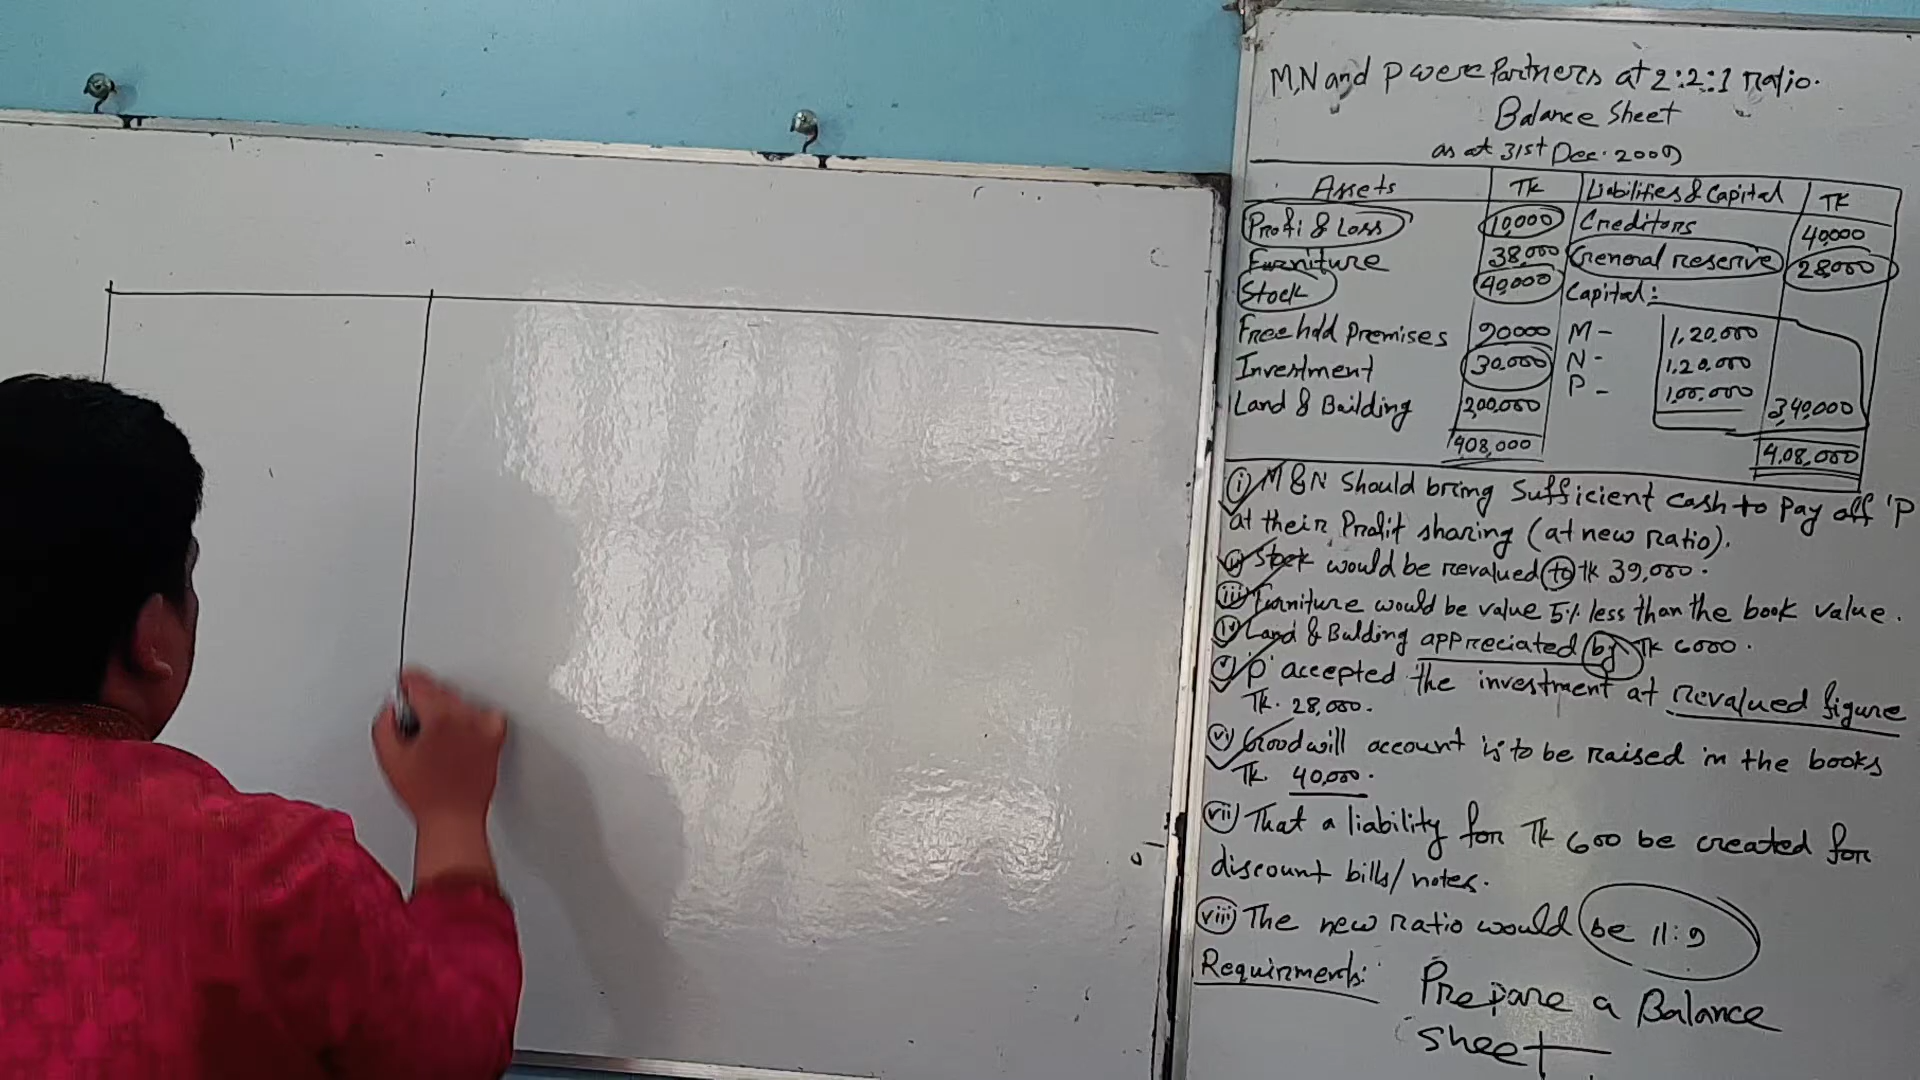 M,N and P were Partners at 2:2:1 ratio.
Balance Sheet
as at 31st Dec. 2009
Assets TK Liabilities & Capital TK
Profi & Loss 10,000 Creditors 40,000
Furniture 38,000 General reserve 28,000
Stock 40,000 Capital:
Freehold Premises 90000 M - 1,20,000
Investment 30,000 N - 1,20,000
Land & Building 200,000 P - 1,00,000 3,40,000
408,000 4,08,000
(i) M & N Should bring Sufficient cash to pay off 'P
at their Profit sharing (at new ratio).
(ii) Stock would be revalued to TK 39,000.
(iii) Furniture would be value 5% less than the book value.
(iv) Land & Bulding appreciated by TK 6000.
(v) 'P' accepted the investment at revalued figure
TK. 28,000.
(vi) Goodwill account is to be raised in the books
TK. 40,000.
(vii) That a liability for TK 600 be created for
discount bills/notes.
(viii) The new ratio would be 11:9
Requirments: Prepare a Balance
Sheet